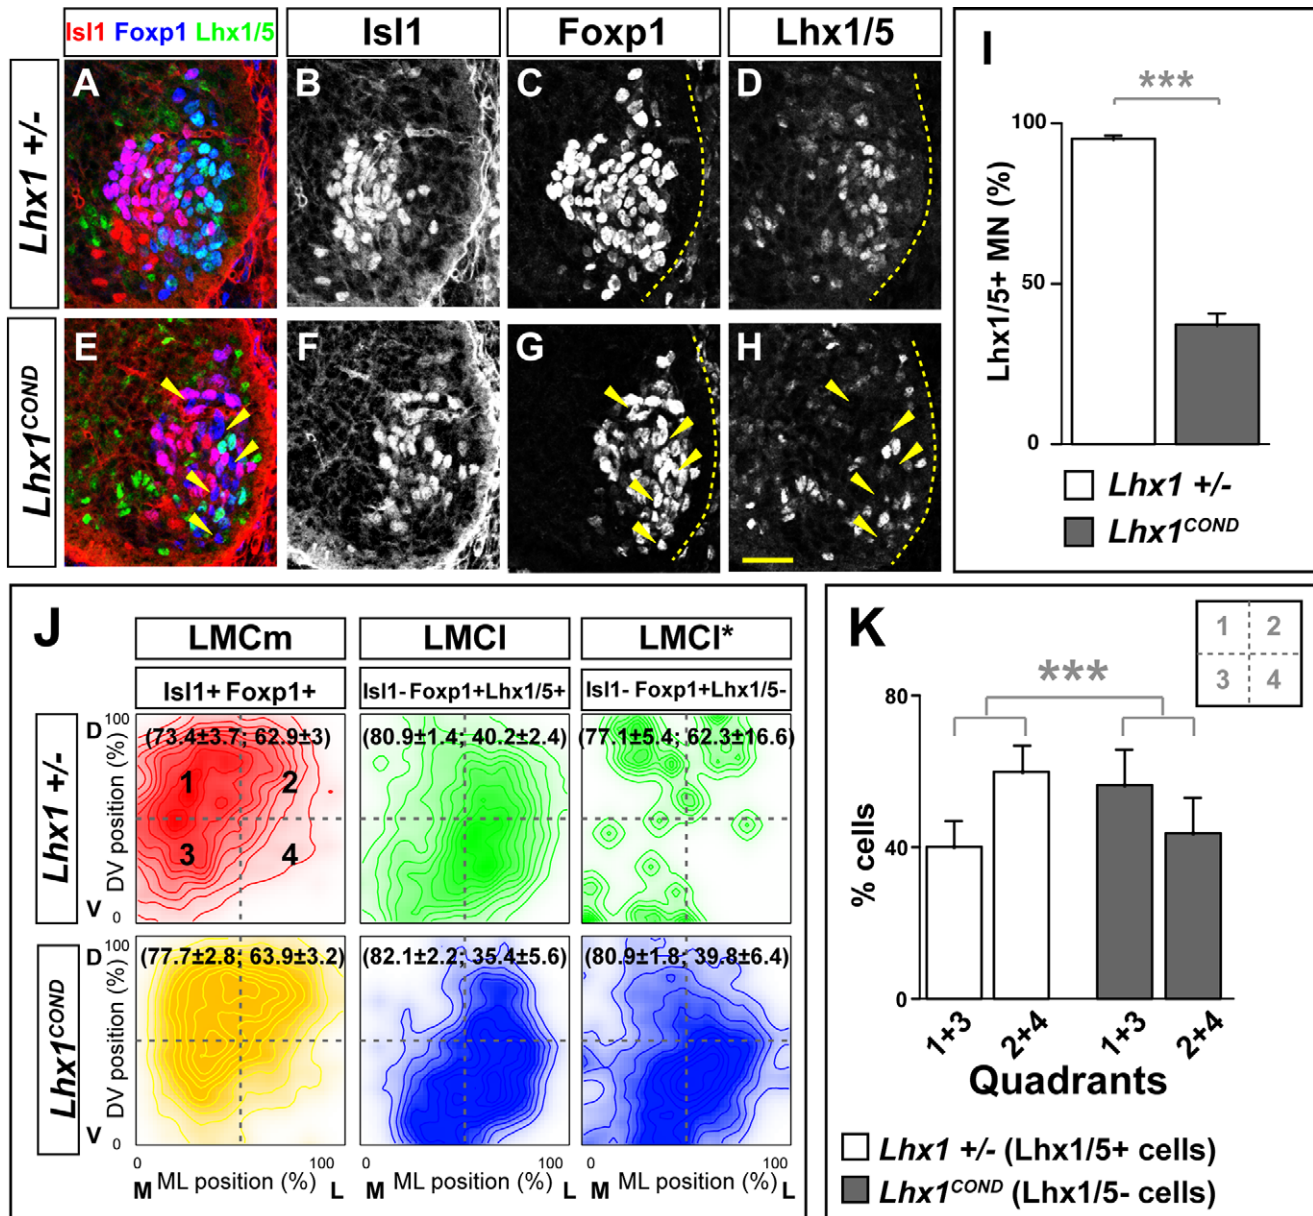 Isl1 Foxp1 Lhx1/5
Isl1
Foxp1
Lhx1/5
Lhx1 +/-
A
B
C
D
Lhx1COND
E
F
G
H
I
***
Lhx1/5+ MN (%)
100
50
0
Lhx1 +/-
Lhx1COND
J
LMCm
LMCl
LMCl*
Isl1+ Foxp1+
Isl1- Foxp1+Lhx1/5+
Isl1- Foxp1+Lhx1/5-
Lhx1 +/-
D
V
DV position (%)
100
0
(73.4±3.7; 62.9±3)
1
2
3
4
(80.9±1.4; 40.2±2.4)
(77.1±5.4; 62.3±16.6)
Lhx1COND
D
V
DV position (%)
100
0
(77.7±2.8; 63.9±3.2)
(82.1±2.2; 35.4±5.6)
(80.9±1.8; 39.8±6.4)
0
100
0
100
M ML position (%) L
M ML position (%) L
K
1
2
3
4
***
% cells
80
40
0
1+3
2+4
1+3
2+4
Quadrants
Lhx1 +/- (Lhx1/5+ cells)
Lhx1COND (Lhx1/5- cells)